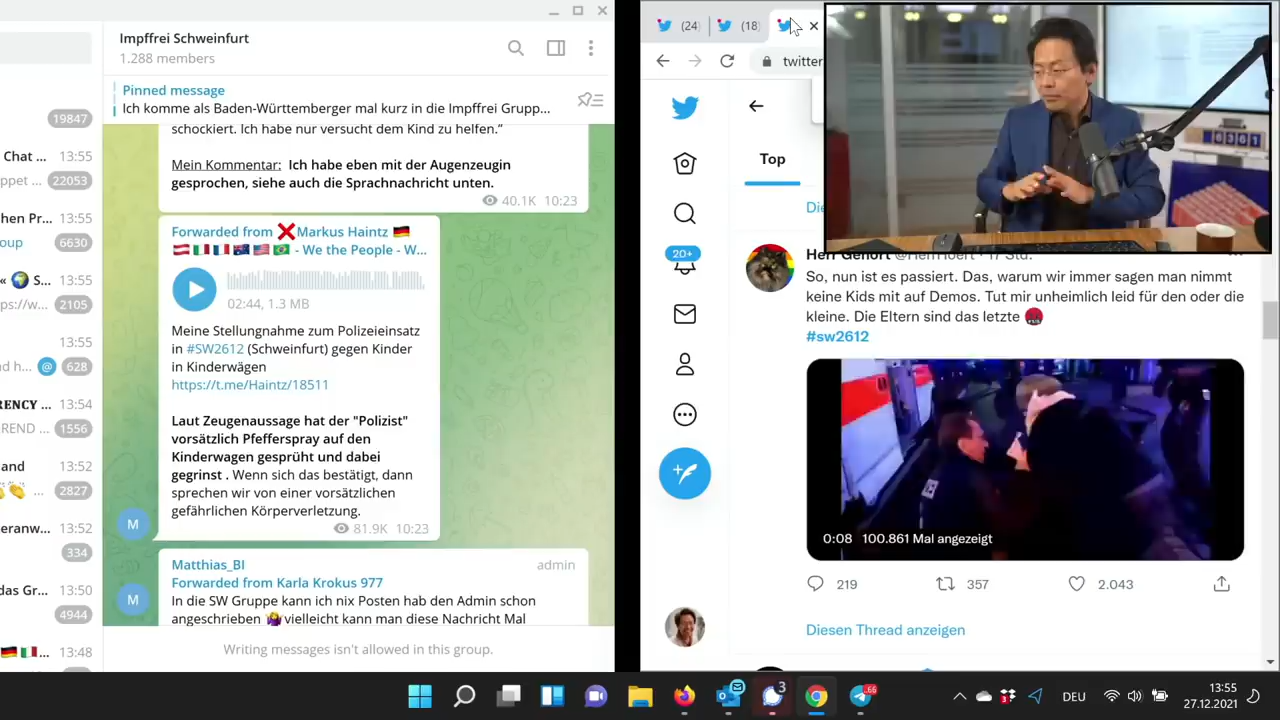 Impffrei Schweinfurt
1.288 members
Pinned message
Ich komme als Baden-Württemberger mal kurz in die Impffrei Grupp...
schockiert. Ich habe nur versucht dem Kind zu helfen.“
Mein Kommentar: Ich habe eben mit der Augenzeugin
gesprochen, siehe auch die Sprachnachricht unten.
40.1K 10:23
Forwarded from ❌Markus Haintz 🇩🇪
🇦🇹 🇮🇹 🇫🇷 🇦🇺 🇺🇸 🇧🇷 - We the People - W...
02:44, 1.3 MB
Meine Stellungnahme zum Polizeieinsatz
in #SW2612 (Schweinfurt) gegen Kinder
in Kinderwägen
https://t.me/Haintz/18511
Laut Zeugenaussage hat der "Polizist"
vorsätzlich Pfefferspray auf den
Kinderwagen gesprüht und dabei
gegrinst . Wenn sich das bestätigt, dann
sprechen wir von einer vorsätzlichen
gefährlichen Körperverletzung.
81.9K 10:23
M
Matthias_BI admin
Forwarded from Karla Krokus 977
M
In die SW Gruppe kann ich nix Posten hab den Admin schon
angeschrieben 🤷‍♀️vielleicht kann man diese Nachricht Mal
Writing messages isn't allowed in this group.
19847
Chat ... 13:55
ppet ... 22053
hen Pr... 13:55
oup 6630
« 🌍 S... 13:55
ps://w... 2105
13:55
nd h... @ 628
RENCY ... 13:54
REND ... 1556
and 13:52
👏 ... 2827
eranw... 13:52
334
das Gr... 13:50
4944
🇩🇪 🇮🇹... 13:48
(24) (18)
twitter
Top
Die
Herr Gehört · 17 Std.
So, nun ist es passiert. Das, warum wir immer sagen man nimmt
keine Kids mit auf Demos. Tut mir unheimlich leid für den oder die
kleine. Die Eltern sind das letzte 🤬
#sw2612
0:08 100.861 Mal angezeigt
219 357 2.043
Diesen Thread anzeigen
20+
3
66
DEU
13:55
27.12.2021